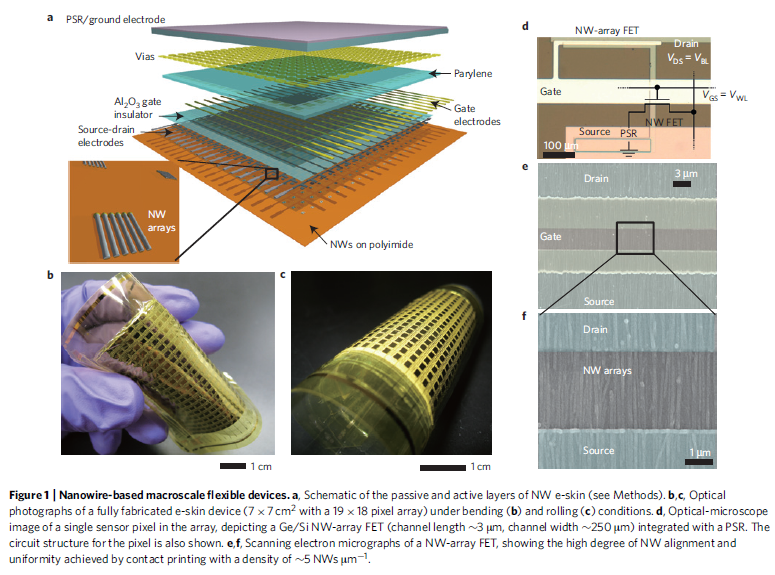 a
PSR/ground electrode
Vias
Parylene
Al₂O₃ gate
insulator
Gate
electrodes
Source-drain
electrodes
NW
arrays
NWs on polyimide
b
1 cm
c
1 cm
d
NW-array FET
Drain
V_DS = V_BL
Gate
V_GS = V_WL
NW FET
Source
PSR
100 μm
e
Drain
3 μm
Gate
Source
f
Drain
NW arrays
Source
1 μm
Figure 1 | Nanowire-based macroscale flexible devices. a, Schematic of the passive and active layers of NW e-skin (see Methods). b,c, Optical
photographs of a fully fabricated e-skin device (7 × 7 cm² with a 19 × 18 pixel array) under bending (b) and rolling (c) conditions. d, Optical-microscope
image of a single sensor pixel in the array, depicting a Ge/Si NW-array FET (channel length ~3 μm, channel width ~250 μm) integrated with a PSR. The
circuit structure for the pixel is also shown. e,f, Scanning electron micrographs of a NW-array FET, showing the high degree of NW alignment and
uniformity achieved by contact printing with a density of ~5 NWs μm⁻¹.